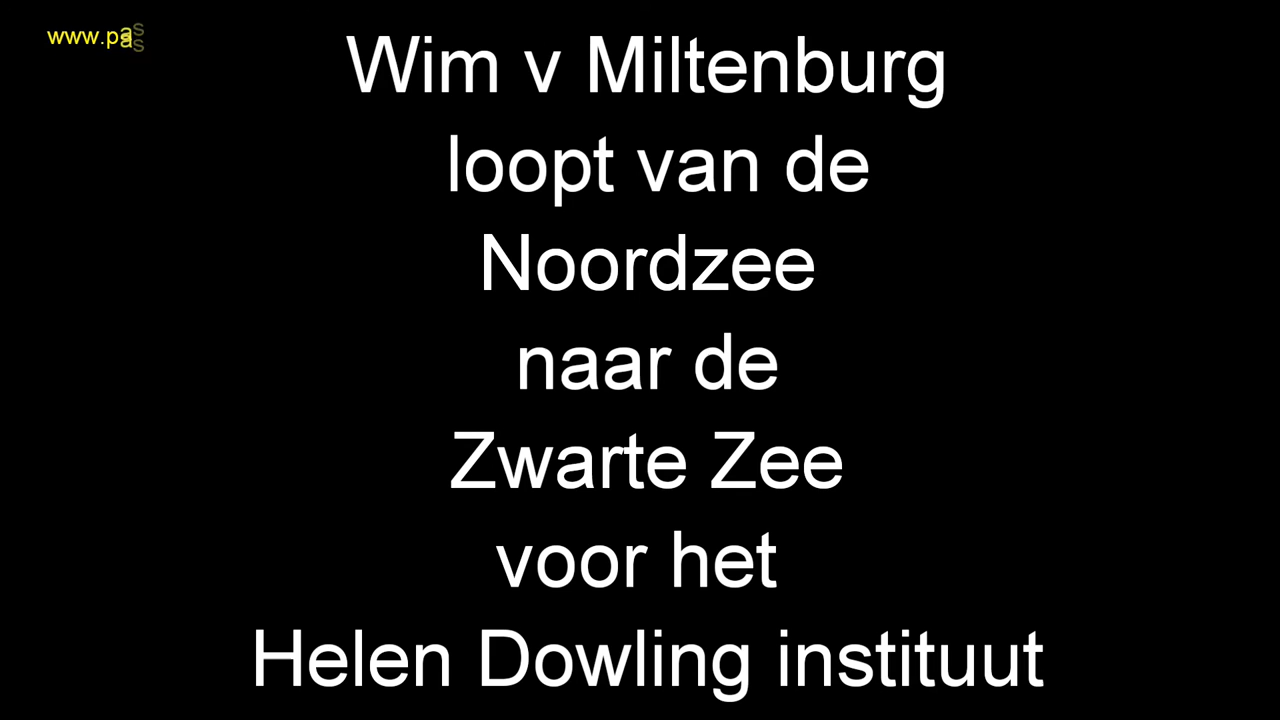 Wim v Miltenburg
loopt van de
Noordzee
naar de
Zwarte Zee
voor het
Helen Dowling instituut